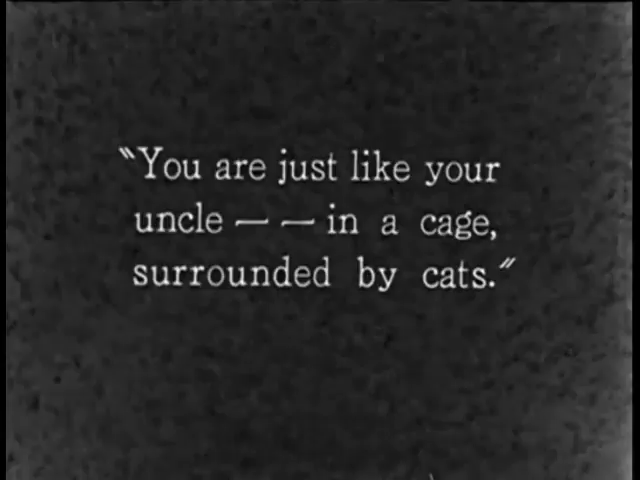 "You are just like your
uncle — — in a cage,
surrounded by cats."